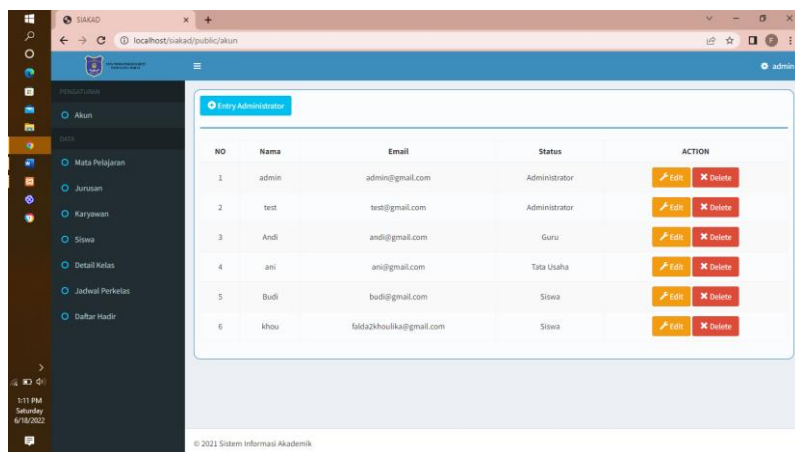 SIAKAD
localhost/siakad/public/akun
admin
PENGATURAN
Akun
DATA
Mata Pelajaran
Jurusan
Karyawan
Siswa
Detail Kelas
Jadwal Perkelas
Daftar Hadir
Entry Administrator
NO Nama Email Status ACTION
1 admin admin@gmail.com Administrator Edit Delete
2 test test@gmail.com Administrator Edit Delete
3 Andi andi@gmail.com Guru Edit Delete
4 ani ani@gmail.com Tata Usaha Edit Delete
5 Budi budi@gmail.com Siswa Edit Delete
6 khou falda2khoulika@gmail.com Siswa Edit Delete
© 2021 Sistem Informasi Akademik
1:11 PM
Saturday
6/18/2022